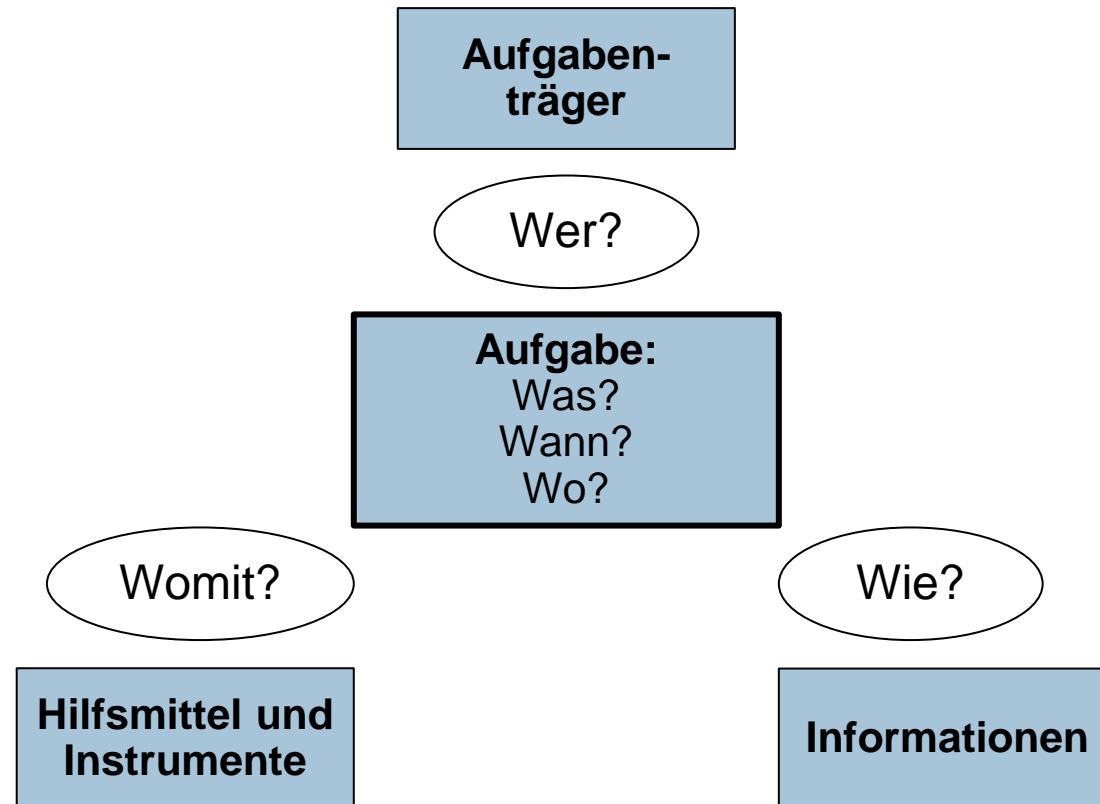 Aufgaben-
träger
Wer?
Aufgabe:
Was?
Wann?
Wo?
Womit?
Wie?
Hilfsmittel und
Instrumente
Informationen